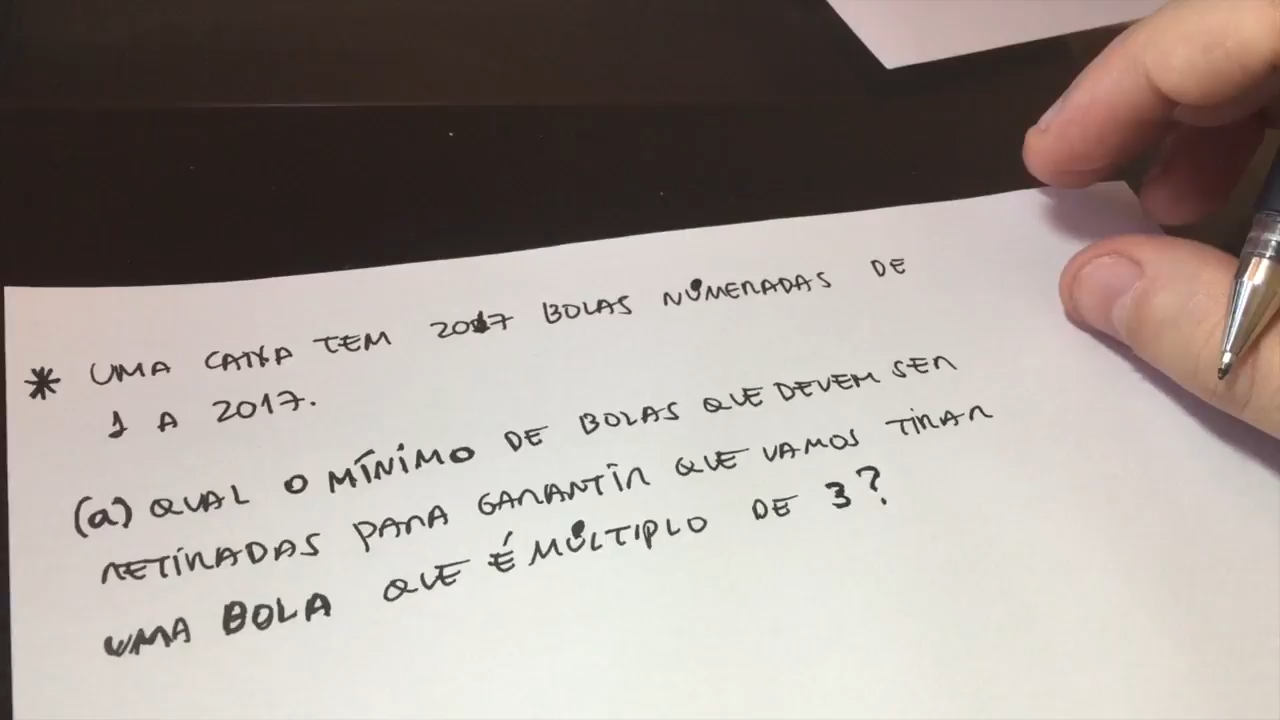 * UMA CAIXA TEM 2017 BOLAS NUMERADAS DE
1 A 2017.
(a) QUAL O MÍNIMO DE BOLAS QUE DEVEM SER
RETIRADAS PARA GARANTIR QUE VAMOS TIRAR
UMA BOLA QUE É MÚLTIPLO DE 3?